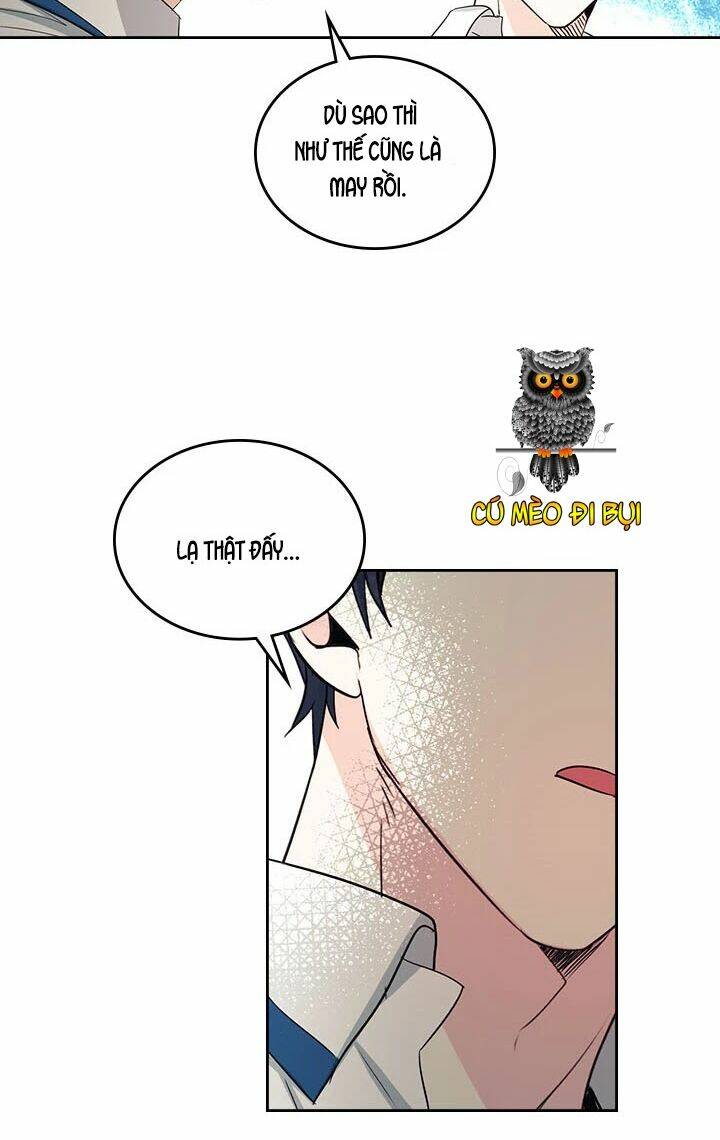 DÙ SAO THÌ
NHƯ THẾ CŨNG LÀ
MAY RỒI.
CÚ MÈO ĐI BỤI
LẠ THẬT ĐẤY...